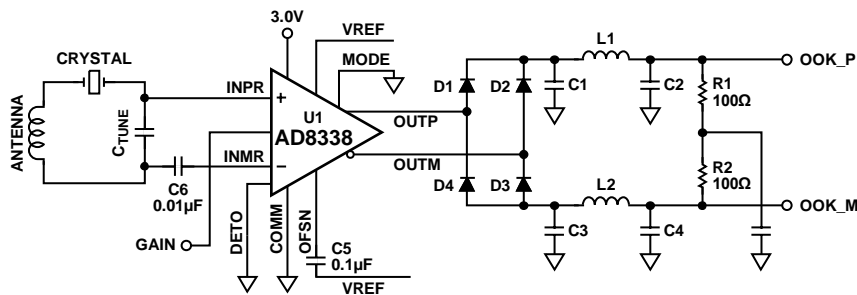 3.0V
VREF
CRYSTAL
MODE
L1
OOK_P
INPR
+
D1
D2
C1
C2
R1
100Ω
ANTENNA
CTUNE
U1
AD8338
OUTP
INMR
−
OUTM
R2
100Ω
C6
0.01µF
D4
D3
L2
OOK_M
DETO
COMM
OFSN
GAIN
C5
0.1µF
C3
C4
VREF